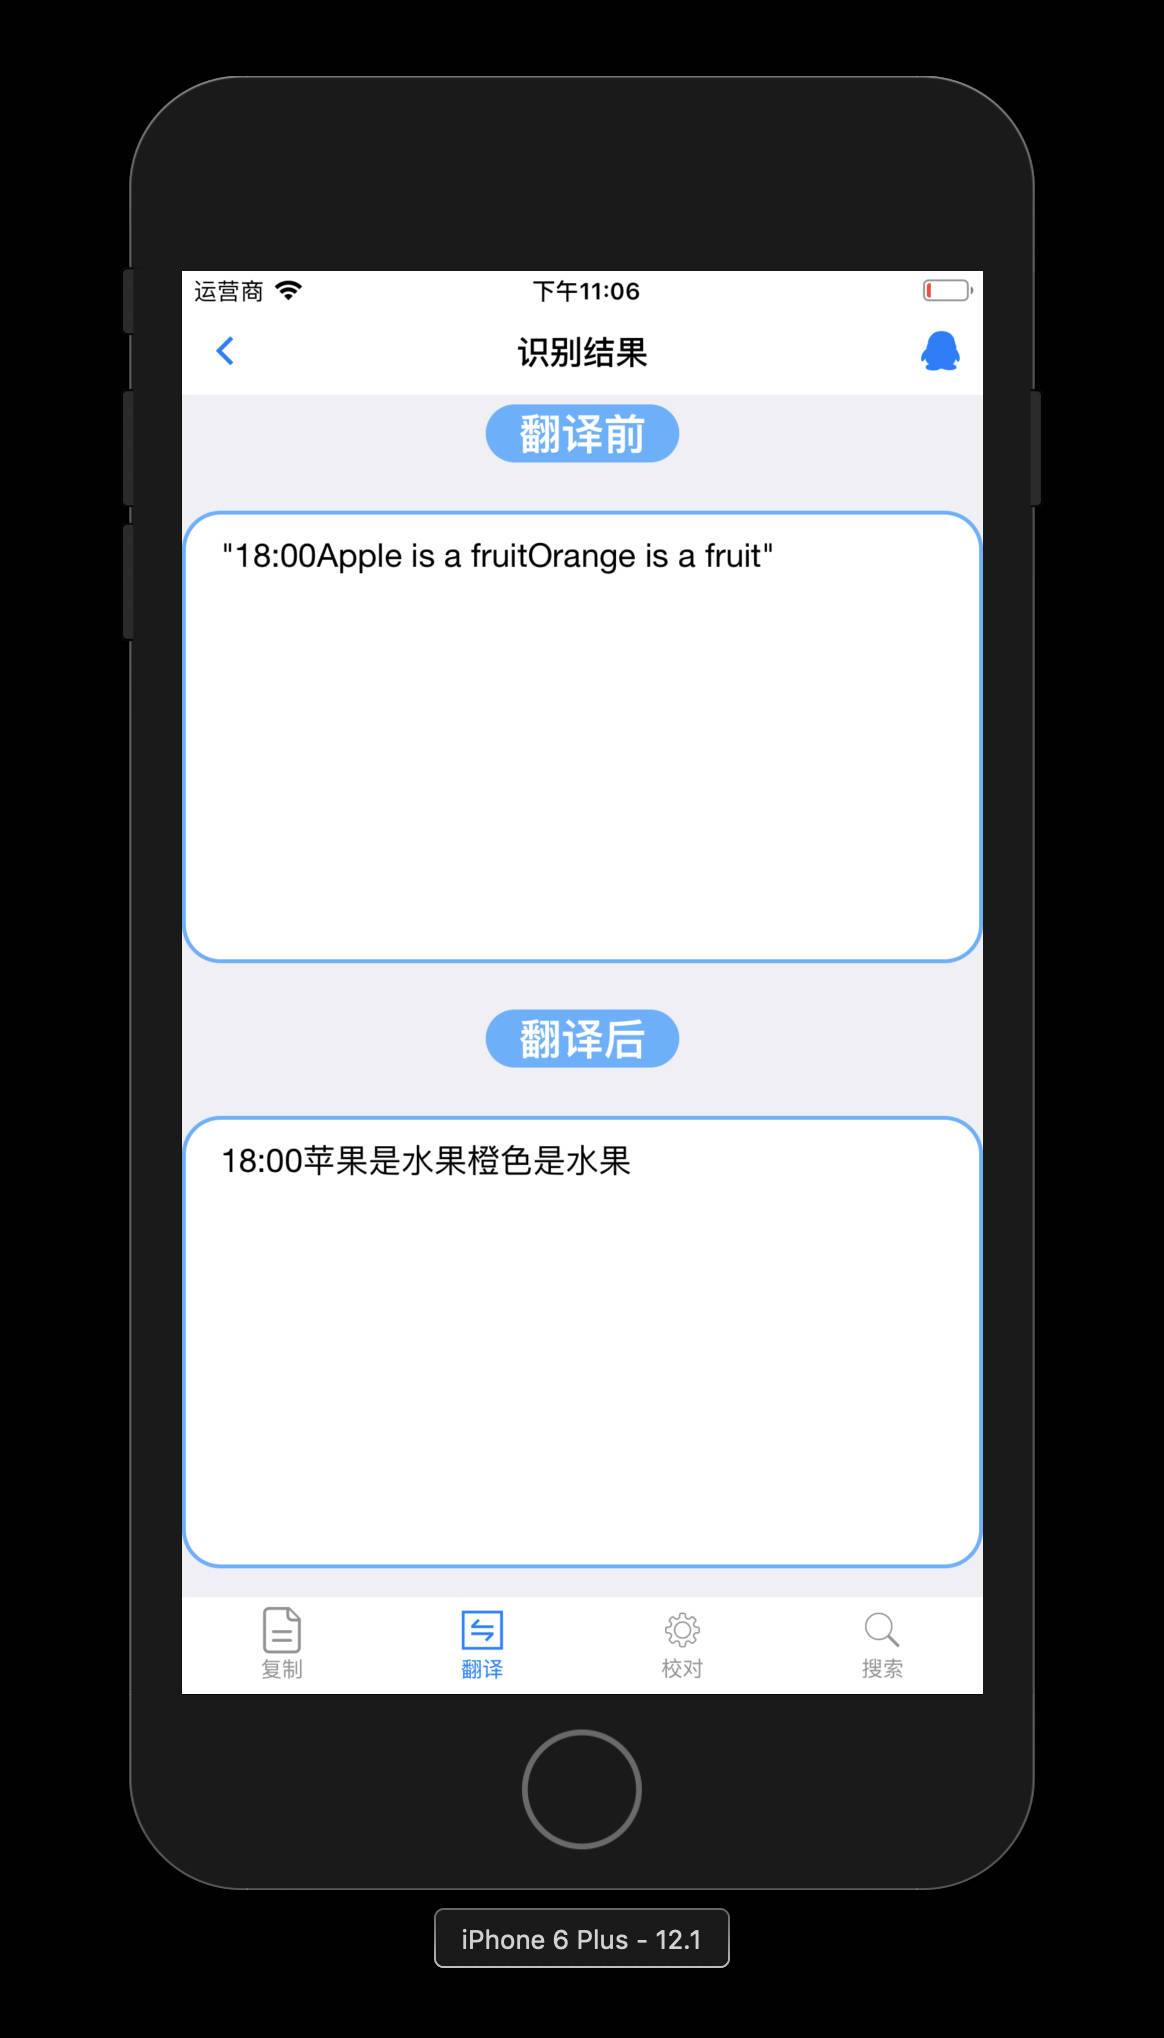 运营商 下午11:06
识别结果
翻译前
"18:00Apple is a fruitOrange is a fruit"
翻译后
18:00苹果是水果橙色是水果
复制 翻译 校对 搜索
iPhone 6 Plus - 12.1